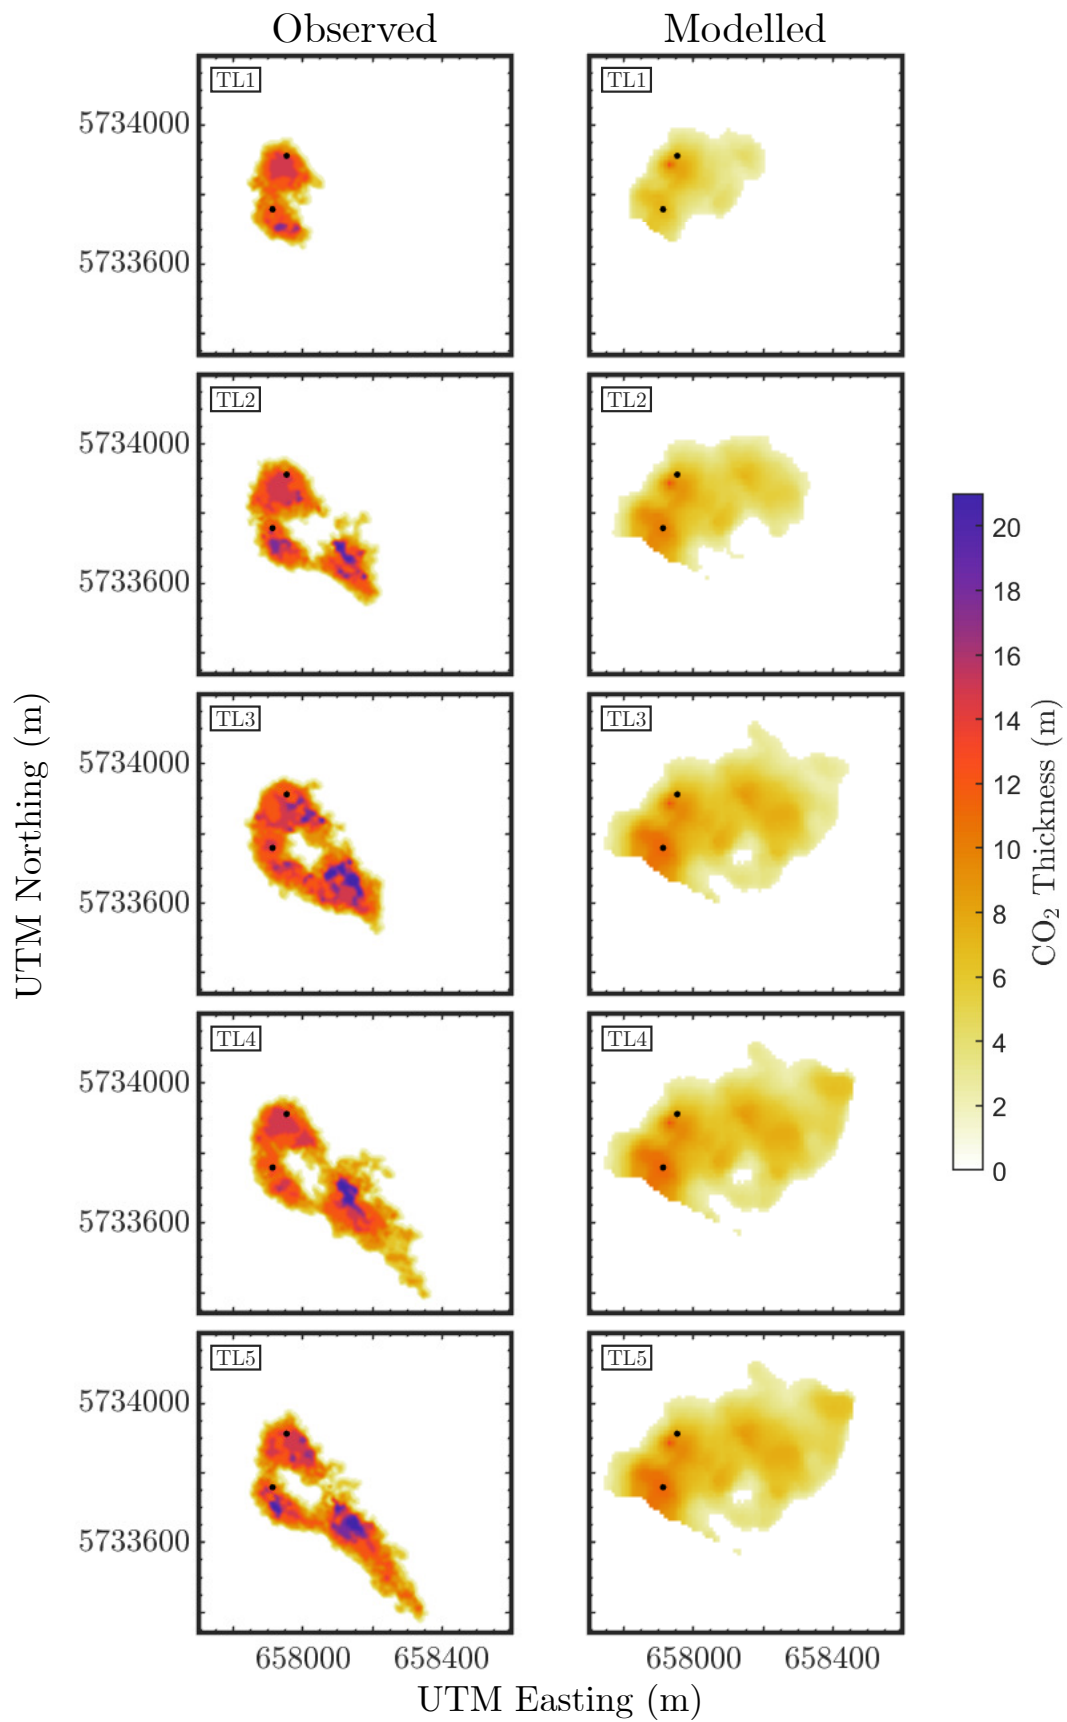 Observed Modelled
TL1 TL1
5734000
5733600
TL2 TL2
5734000
5733600
TL3 TL3
5734000
5733600
TL4 TL4
5734000
5733600
TL5 TL5
5734000
5733600
658000 658400 658000 658400
UTM Easting (m)
UTM Northing (m)
20
18
16
14
12
10
8
6
4
2
0
CO₂ Thickness (m)